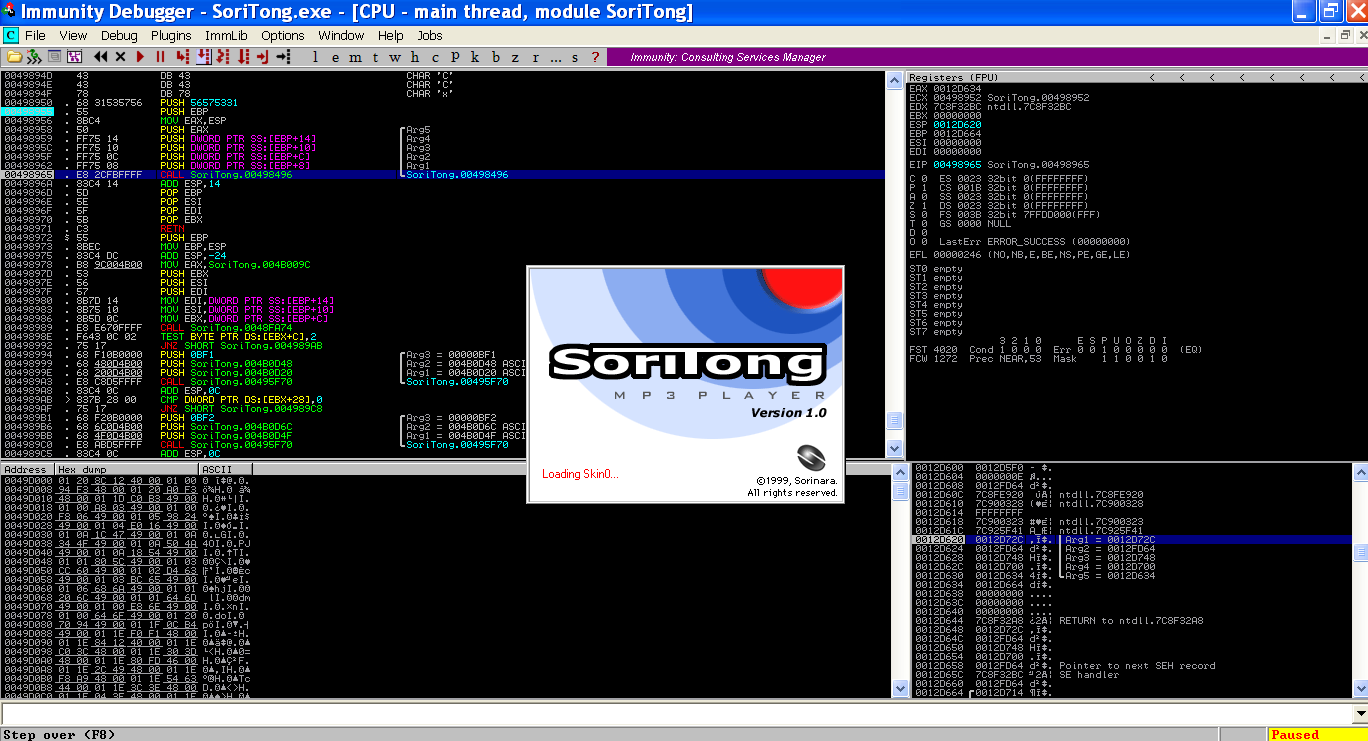 Immunity Debugger - SoriTong.exe - [CPU - main thread, module SoriTong]
C File View Debug Plugins ImmLib Options Window Help Jobs
l e m t w h c p k b z r ... s ? Immunity: Consulting Services Manager
0049894D 43 DB 43 CHAR 'C'
0049894E 43 DB 43 CHAR 'C'
0049894F 78 DB 78 CHAR 'x'
00498950 . 68 31535756 PUSH 56575331
. 55 PUSH EBP
00498956 . 8BC4 MOV EAX,ESP
00498958 . 50 PUSH EAX Arg5
00498959 . FF75 14 PUSH DWORD PTR SS:[EBP+14] Arg4
0049895C . FF75 10 PUSH DWORD PTR SS:[EBP+10] Arg3
0049895F . FF75 0C PUSH DWORD PTR SS:[EBP+C] Arg2
00498962 . FF75 08 PUSH DWORD PTR SS:[EBP+8] Arg1
00498965 . E8 2CFBFFFF CALL SoriTong.00498496 SoriTong.00498496
0049896A . 83C4 14 ADD ESP,14
0049896D . 5D POP EBP
0049896E . 5E POP ESI
0049896F . 5F POP EDI
00498970 . 5B POP EBX
00498971 . C3 RETN
00498972 $ 55 PUSH EBP
00498973 . 8BEC MOV EBP,ESP
00498975 . 83C4 DC ADD ESP,-24
00498978 . B8 9C004B00 MOV EAX,SoriTong.004B009C
0049897D . 53 PUSH EBX
0049897E . 56 PUSH ESI
0049897F . 57 PUSH EDI
00498980 . 8B7D 14 MOV EDI,DWORD PTR SS:[EBP+14]
00498983 . 8B75 10 MOV ESI,DWORD PTR SS:[EBP+10]
00498986 . 8B5D 0C MOV EBX,DWORD PTR SS:[EBP+C]
00498989 . E8 E670FFFF CALL SoriTong.0048FA74
. F643 0C 02 TEST BYTE PTR DS:[EBX+C],2
00498992 . 75 17 JNZ SHORT SoriTong.004989AB
00498994 . 68 F10B0000 PUSH 0BF1 Arg3 = 00000BF1
00498999 . 68 480D4B00 PUSH SoriTong.004B0D48 Arg2 = 004B0D48 ASCI
0049899E . 68 200D4B00 PUSH SoriTong.004B0D20 Arg1 = 004B0D20 ASCI
004989A3 . E8 C8D5FFFF CALL SoriTong.00495F70 SoriTong.00495F70
004989A8 . 83C4 0C ADD ESP,0C
004989AB > 837B 28 00 CMP DWORD PTR DS:[EBX+28],0
004989AF . 75 17 JNZ SHORT SoriTong.004989C8
004989B1 . 68 F20B0000 PUSH 0BF2 Arg3 = 00000BF2
004989B6 . 68 6C0D4B00 PUSH SoriTong.004B0D6C Arg2 = 004B0D6C ASCI
004989BB . 68 4F0D4B00 PUSH SoriTong.004B0D4F Arg1 = 004B0D4F ASCI
004989C0 . E8 ABD5FFFF CALL SoriTong.00495F70 SoriTong.00495F70
004989C5 . 83C4 0C ADD ESP,0C
Registers (FPU) < < < < < < < <
EAX 0012D634
ECX 00498952 SoriTong.00498952
EDX 7C8F32BC ntdll.7C8F32BC
EBX 00000000
ESP 0012D620
EBP 0012D664
ESI 00000000
EDI 00000000
EIP 00498965 SoriTong.00498965
C 0 ES 0023 32bit 0(FFFFFFFF)
P 1 CS 001B 32bit 0(FFFFFFFF)
A 0 SS 0023 32bit 0(FFFFFFFF)
Z 1 DS 0023 32bit 0(FFFFFFFF)
S 0 FS 003B 32bit 7FFDD000(FFF)
T 0 GS 0000 NULL
D 0
O 0 LastErr ERROR_SUCCESS (00000000)
EFL 00000246 (NO,NB,E,BE,NS,PE,GE,LE)
ST0 empty
ST1 empty
ST2 empty
ST3 empty
ST4 empty
ST5 empty
ST6 empty
ST7 empty
3 2 1 0 E S P U O Z D I
FST 4020 Cond 1 0 0 0 Err 0 0 1 0 0 0 0 0 (EQ)
FCW 1272 Prec NEAR,53 Mask 1 1 0 0 1 0
SoriTong
MP3 PLAYER
Version 1.0
Loading Skin0...
©1999, Sorinara.
All rights reserved.
Address Hex dump ASCII
0049D000 01 20 8C 12 40 00 01 00
0049D008 94 F3 48 00 01 20 A0 F3
0049D010 48 00 01 1D C0 B3 49 00
0049D018 01 00 A8 03 49 00 01 00
0049D020 F8 06 49 00 01 05 98 24
0049D028 49 00 01 04 E0 16 49 00
0049D030 01 0A 1C 47 49 00 01 0A
0049D038 34 4F 49 00 01 0A 50 4A
0049D040 49 00 01 0A 18 54 49 00
0049D048 01 01 80 5C 49 00 01 03
0049D050 CC 60 49 00 01 02 D4 63
0049D058 49 00 01 03 BC 65 49 00
0049D060 01 06 68 6A 49 00 01 01
0049D068 20 6C 49 00 01 01 64 6D
0049D070 49 00 01 00 E8 6E 49 00
0049D078 01 00 64 6F 49 00 01 20
0049D080 70 94 49 00 01 1F 0C B4
0049D088 49 00 01 1E F0 F1 48 00
0049D090 01 1E 84 12 40 00 01 1E
0049D098 C0 3C 48 00 01 1E 30 3D
0049D0A0 48 00 01 1E 80 FD 46 00
0049D0A8 01 1E 2C 49 48 00 01 1E
0049D0B0 F8 A9 48 00 01 1E 54 63
0049D0B8 44 00 01 1E 3C 3E 48 00
0012D600 0012D5F0
0012D604 0000000E
0012D608 0012FD64
0012D60C 7C8FE920 ntdll.7C8FE920
0012D610 7C900328 ntdll.7C900328
0012D614 FFFFFFFF
0012D618 7C900323 ntdll.7C900323
0012D61C 7C925F41 ntdll.7C925F41
0012D620 0012D72C Arg1 = 0012D72C
0012D624 0012FD64 Arg2 = 0012FD64
0012D628 0012D748 Arg3 = 0012D748
0012D62C 0012D700 Arg4 = 0012D700
0012D630 0012D634 Arg5 = 0012D634
0012D634 0012D664
0012D638 00000000 ....
0012D63C 00000000 ....
0012D640 00000000 ....
0012D644 7C8F32A8 RETURN to ntdll.7C8F32A8
0012D648 0012D72C
0012D64C 0012FD64
0012D650 0012D748
0012D654 0012D700
0012D658 0012FD64 Pointer to next SEH record
0012D65C 7C8F32BC SE handler
0012D660 0012FD64
0012D664 0012D714
Step over (F8) Paused